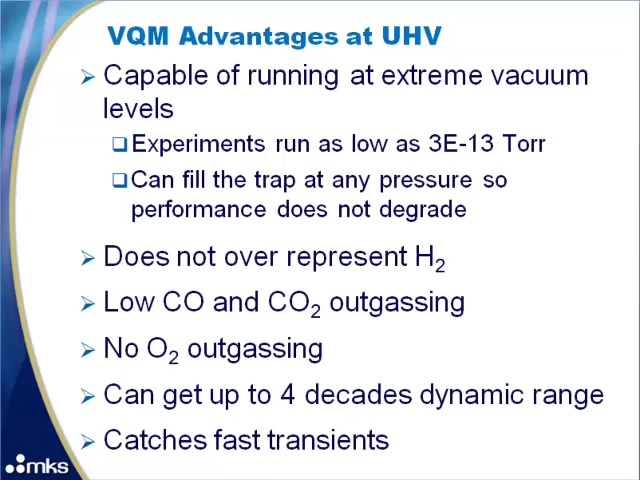 VQM Advantages at UHV
Capable of running at extreme vacuum
levels
Experiments run as low as 3E-13 Torr
Can fill the trap at any pressure so
performance does not degrade
Does not over represent H₂
Low CO and CO₂ outgassing
No O₂ outgassing
Can get up to 4 decades dynamic range
Catches fast transients
mks